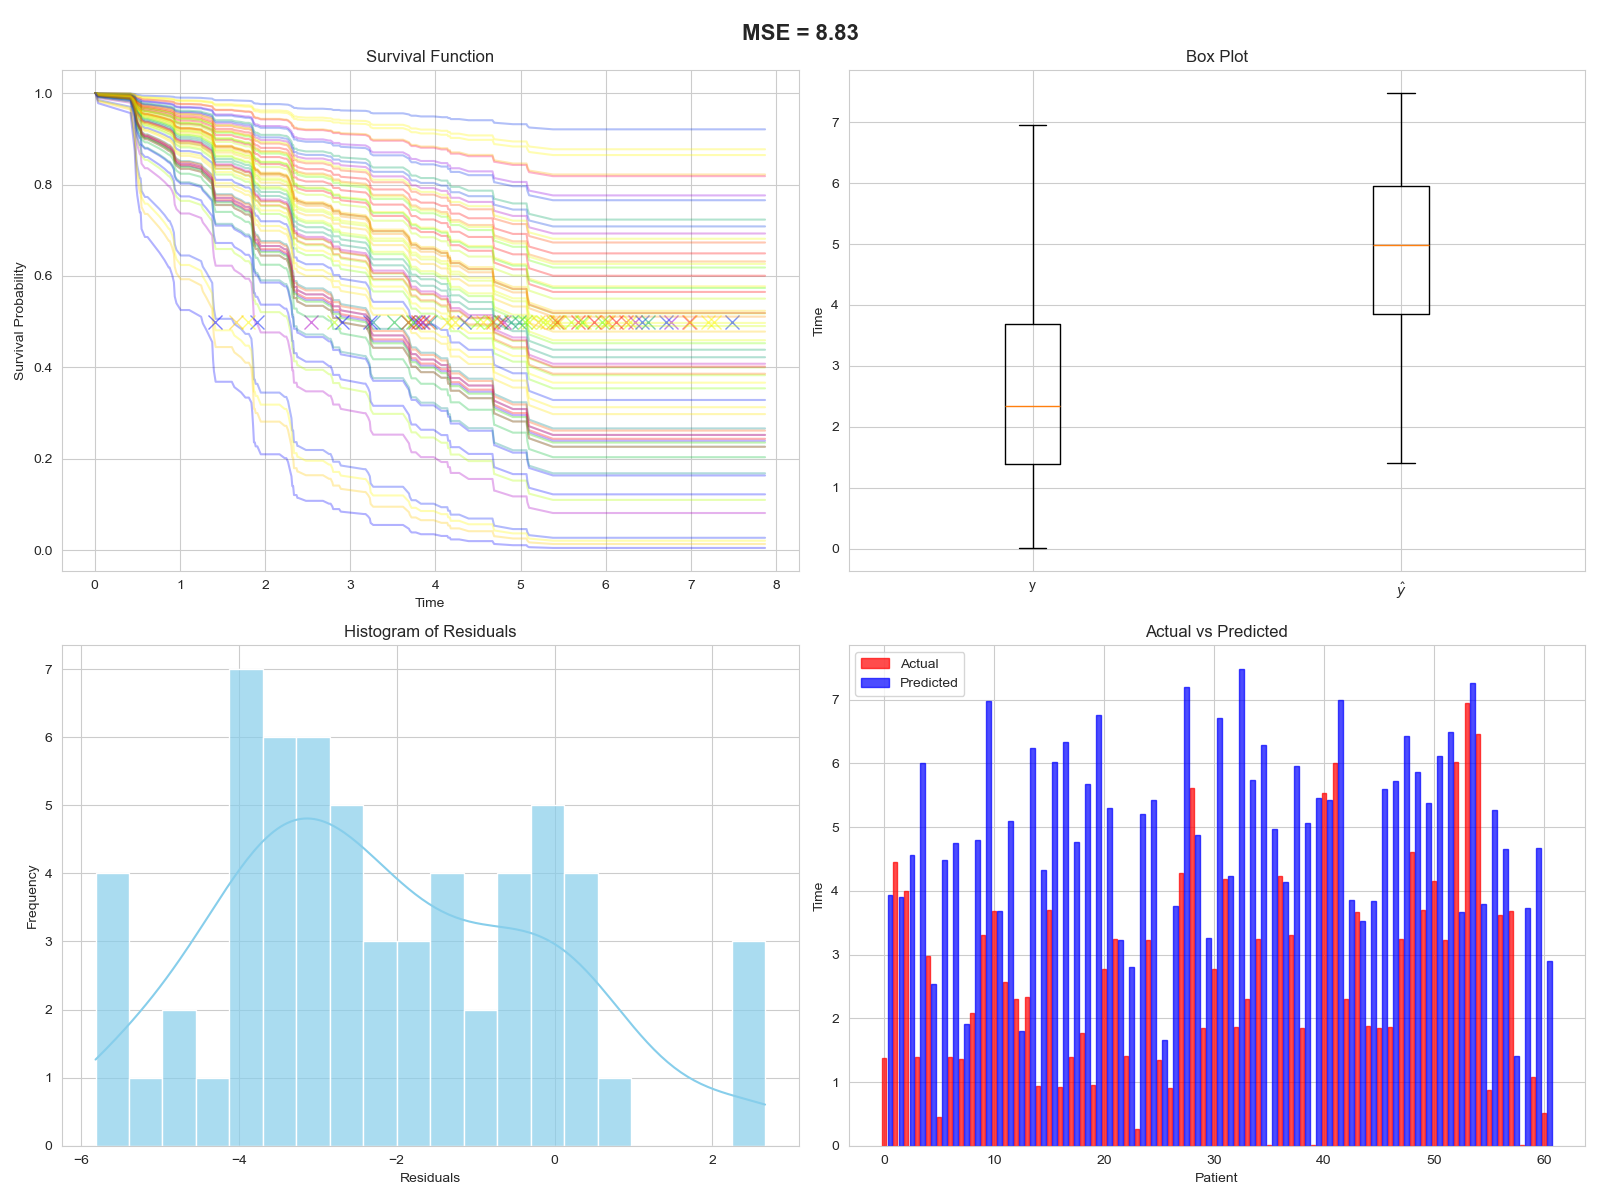 MSE = 8.83
Survival Function
Survival Probability
1.0
0.8
0.6
0.4
0.2
0.0
0 1 2 3 4 5 6 7 8
Time
Box Plot
Time
7
6
5
4
3
2
1
0
y ŷ
Histogram of Residuals
Frequency
7
6
5
4
3
2
1
0
−6 −4 −2 0 2
Residuals
Actual vs Predicted
Actual
Predicted
Time
7
6
5
4
3
2
1
0
0 10 20 30 40 50 60
Patient